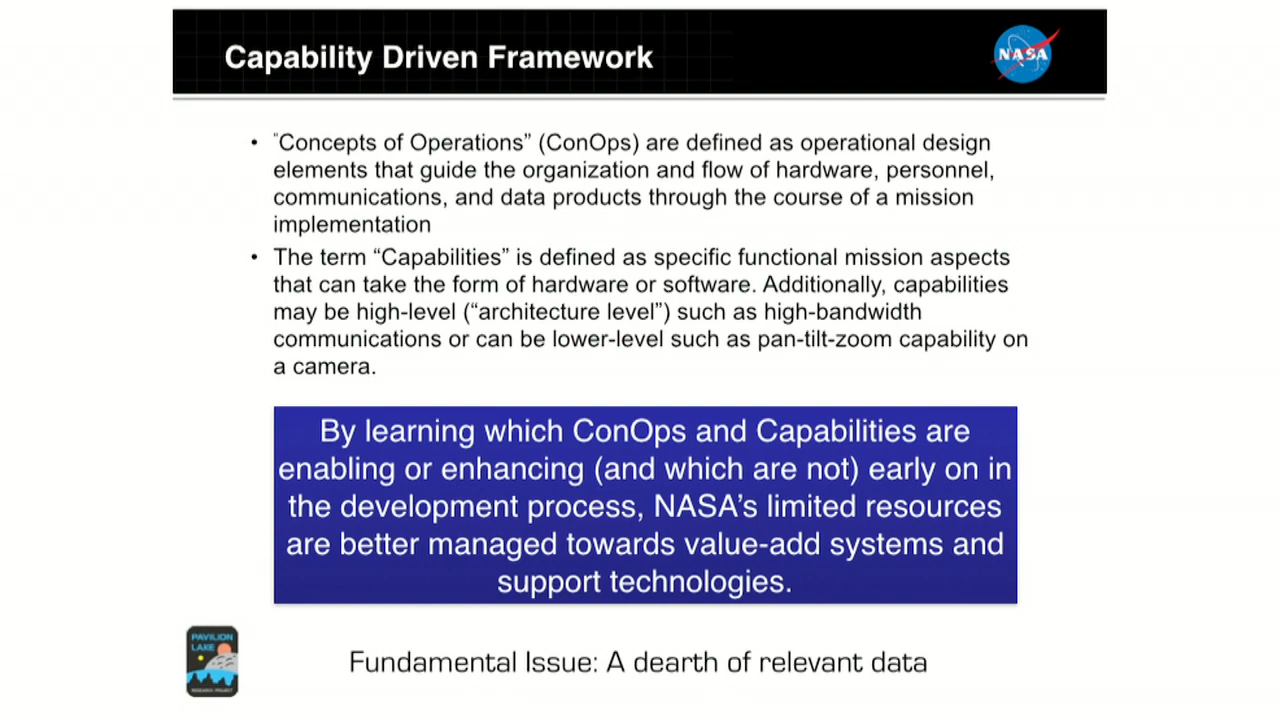 Capability Driven Framework
NASA
• "Concepts of Operations” (ConOps) are defined as operational design
elements that guide the organization and flow of hardware, personnel,
communications, and data products through the course of a mission
implementation
• The term “Capabilities” is defined as specific functional mission aspects
that can take the form of hardware or software. Additionally, capabilities
may be high-level (“architecture level”) such as high-bandwidth
communications or can be lower-level such as pan-tilt-zoom capability on
a camera.
By learning which ConOps and Capabilities are
enabling or enhancing (and which are not) early on in
the development process, NASA’s limited resources
are better managed towards value-add systems and
support technologies.
PAVILION
LAKE
RESEARCH PROJECT
Fundamental Issue: A dearth of relevant data